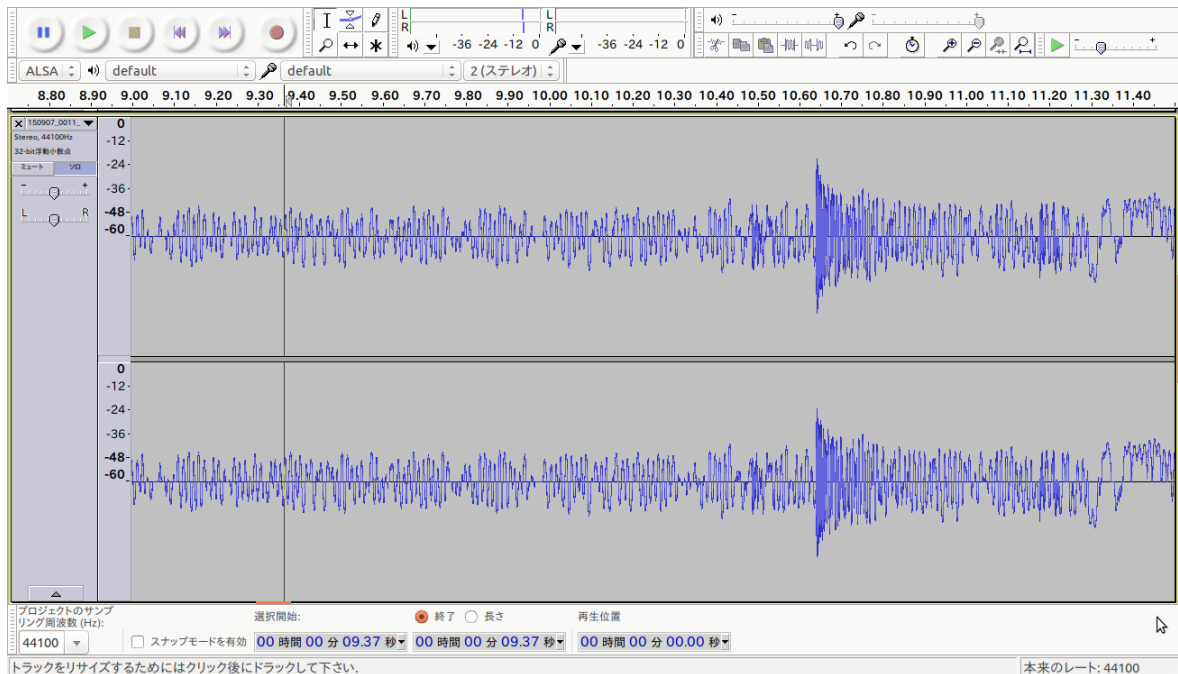 L
R
-36 -24 -12 0
L
R
-36 -24 -12 0
ALSA
default
default
2 (ステレオ)
8.80 8.90 9.00 9.10 9.20 9.30 9.40 9.50 9.60 9.70 9.80 9.90 10.00 10.10 10.20 10.30 10.40 10.50 10.60 10.70 10.80 10.90 11.00 11.10 11.20 11.30 11.40
150907_0011_
Stereo, 44100Hz
32-bit浮動小数点
ミュート ソロ
- +
L R
0
-12
-24
-36
-48
-60
0
-12
-24
-36
-48
-60
プロジェクトのサンプ
リング周波数 (Hz):
選択開始:
終了 長さ
再生位置
44100
スナップモードを有効
00 時間 00 分 09.37 秒
00 時間 00 分 09.37 秒
00 時間 00 分 00.00 秒
トラックをリサイズするためにはクリック後にドラックして下さい.
本来のレート: 44100